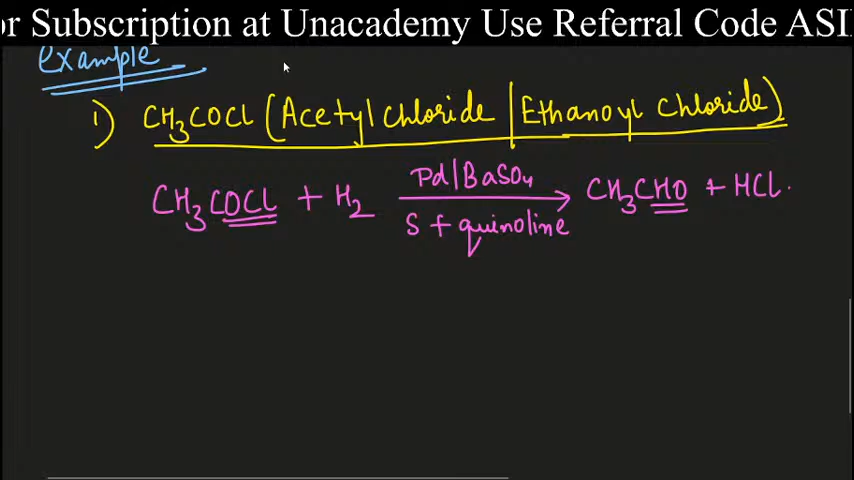 or Subscription at Unacademy Use Referral Code ASI
example
1) CH₃COCl (Acetyl chloride | Ethanoyl chloride)
CH₃COCl + H₂ Pd/BaSO₄ → CH₃CHO + HCl.
S + quinoline